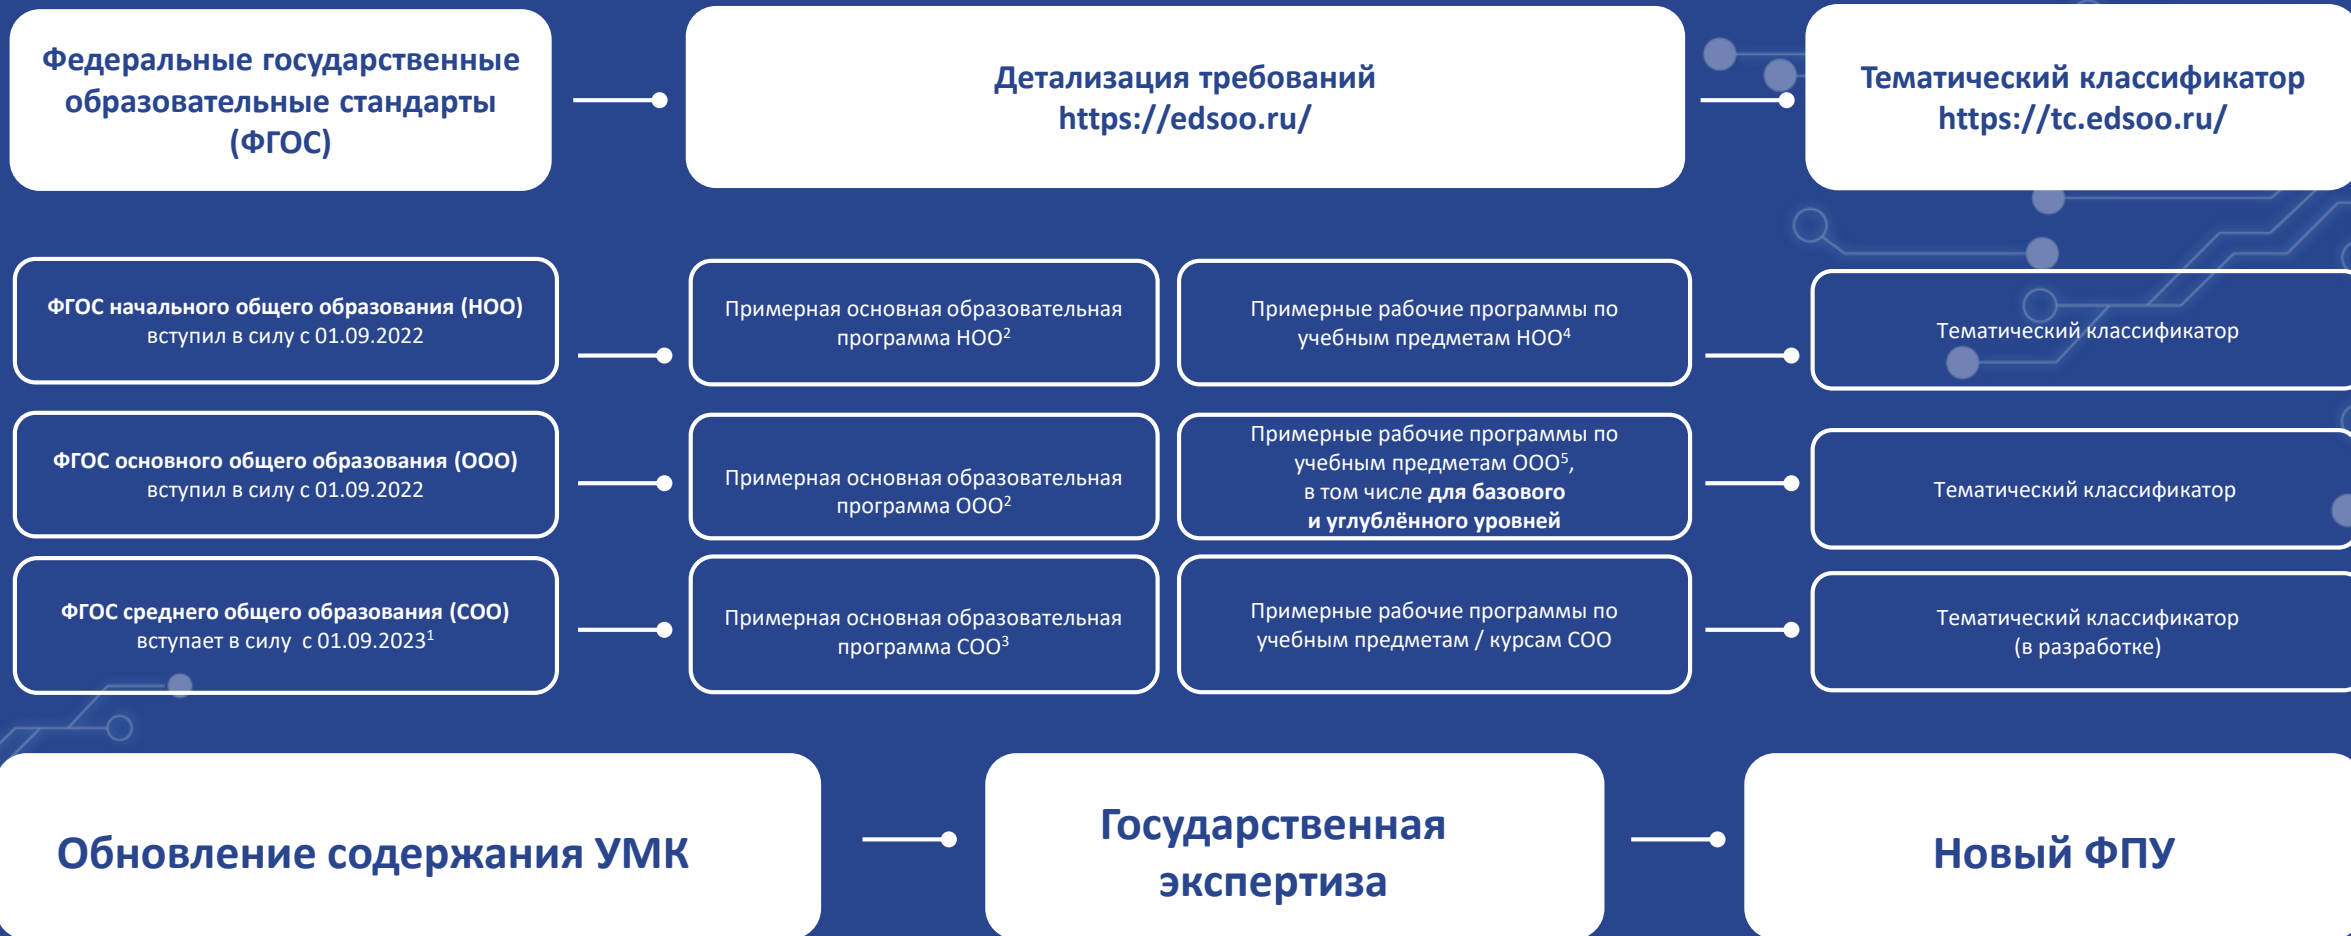 Федеральные государственные
образовательные стандарты
(ФГОС)
Детализация требований
https://edsoo.ru/
Тематический классификатор
https://tc.edsoo.ru/
ФГОС начального общего образования (НОО)
вступил в силу с 01.09.2022
Примерная основная образовательная
программа НОО²
Примерные рабочие программы по
учебным предметам НОО⁴
Тематический классификатор
ФГОС основного общего образования (ООО)
вступил в силу с 01.09.2022
Примерная основная образовательная
программа ООО²
Примерные рабочие программы по
учебным предметам ООО⁵,
в том числе для базового
и углублённого уровней
Тематический классификатор
ФГОС среднего общего образования (СОО)
вступает в силу с 01.09.2023¹
Примерная основная образовательная
программа СОО³
Примерные рабочие программы по
учебным предметам / курсам СОО
Тематический классификатор
(в разработке)
Обновление содержания УМК
Государственная
экспертиза
Новый ФПУ